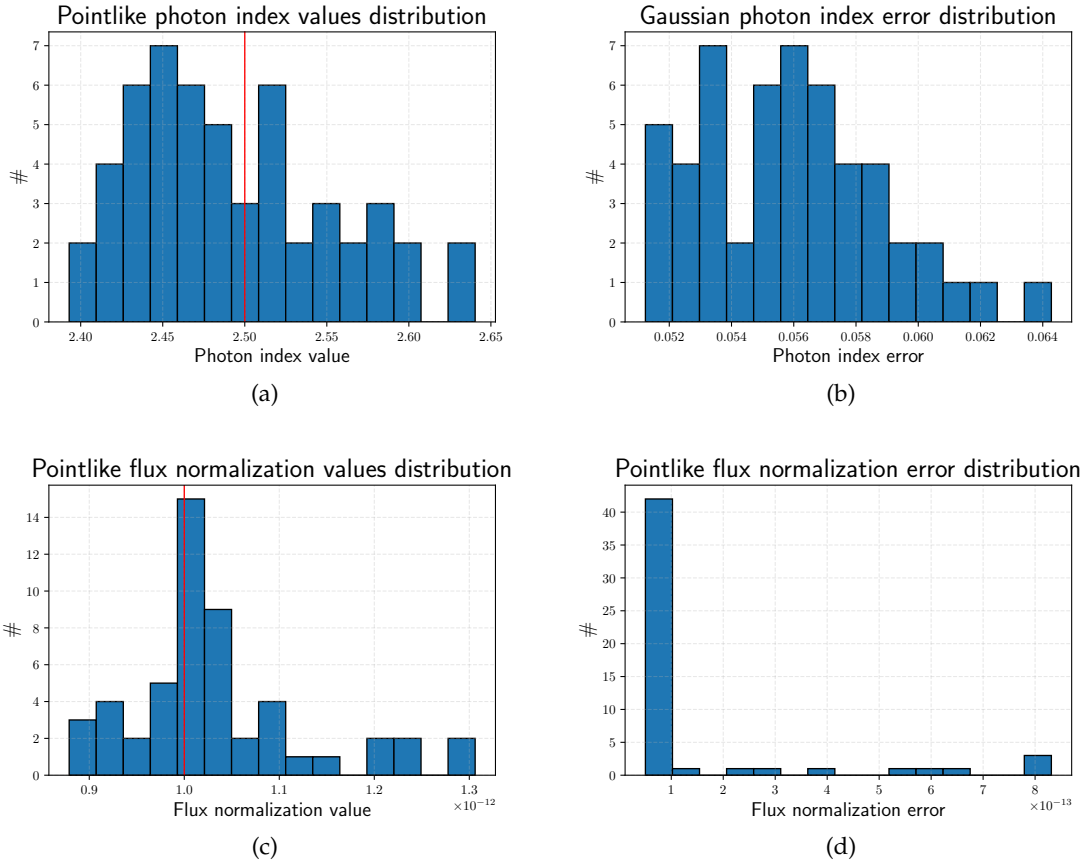 Pointlike photon index values distribution
#
7
6
5
4
3
2
1
0
2.40 2.45 2.50 2.55 2.60 2.65
Photon index value
(a)
Gaussian photon index error distribution
#
7
6
5
4
3
2
1
0
0.052 0.054 0.056 0.058 0.060 0.062 0.064
Photon index error
(b)
Pointlike flux normalization values distribution
#
14
12
10
8
6
4
2
0
0.9 1.0 1.1 1.2 1.3
×10⁻¹²
Flux normalization value
(c)
Pointlike flux normalization error distribution
#
40
35
30
25
20
15
10
5
0
1 2 3 4 5 6 7 8
×10⁻¹³
Flux normalization error
(d)